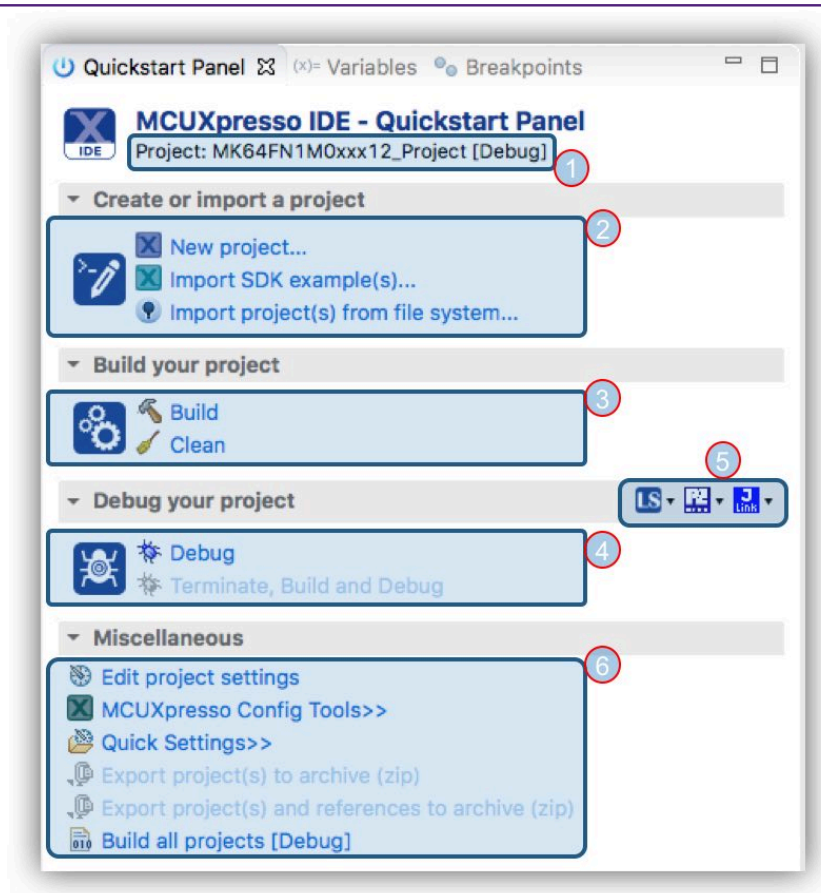 Quickstart Panel (x)= Variables Breakpoints
IDE
MCUXpresso IDE - Quickstart Panel
Project: MK64FN1M0xxx12_Project [Debug]
1
Create or import a project
2
New project...
Import SDK example(s)...
Import project(s) from file system...
Build your project
3
Build
Clean
5
Debug your project
LS
Link
4
Debug
Terminate, Build and Debug
Miscellaneous
6
Edit project settings
MCUXpresso Config Tools>>
Quick Settings>>
Export project(s) to archive (zip)
Export project(s) and references to archive (zip)
010
Build all projects [Debug]